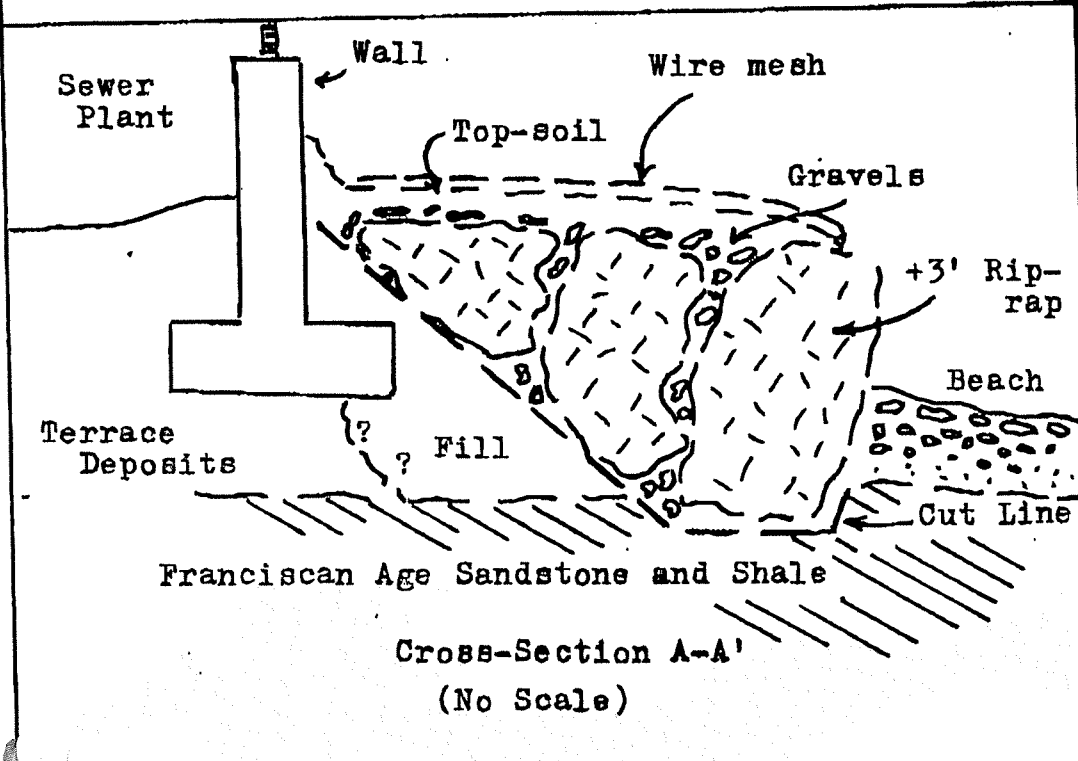 Wall
Wire mesh
Sewer
Plant
Top-soil
Gravels
+3' Rip-
rap
Beach
Terrace
Deposits
?
?
Fill
Cut Line
Franciscan Age Sandstone and Shale
Cross-Section A-A'
(No Scale)